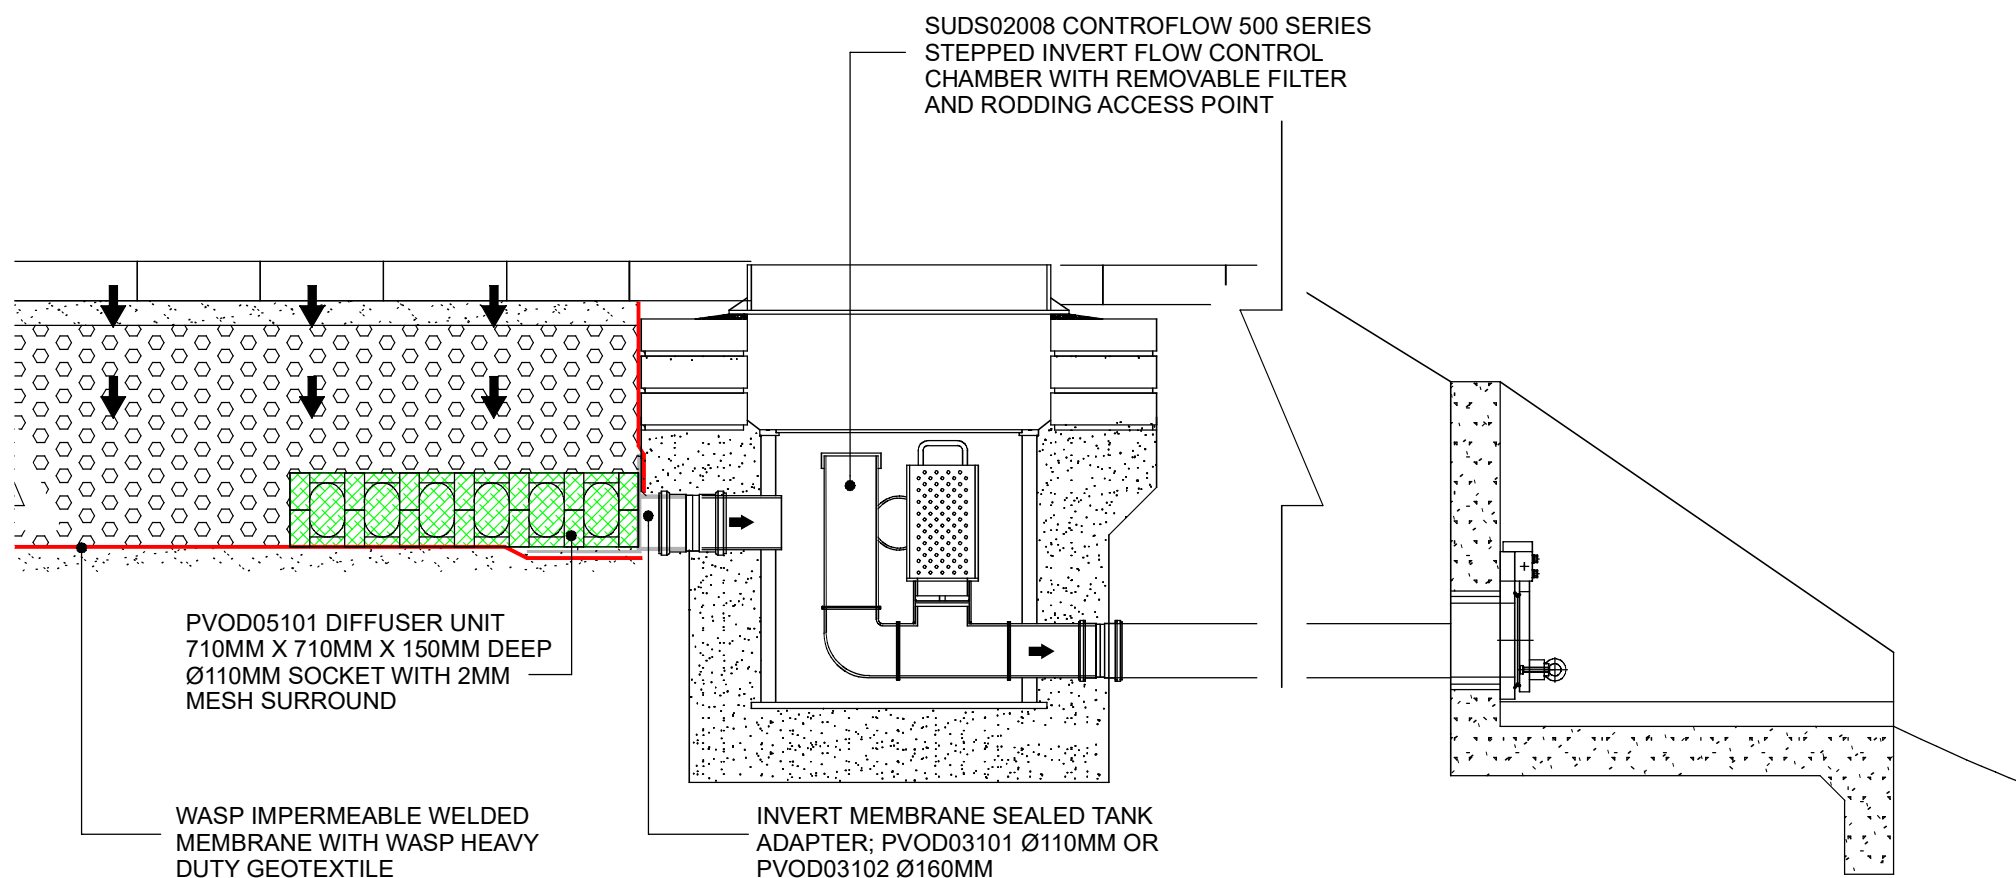 SUDS02008 CONTROFLOW 500 SERIES
STEPPED INVERT FLOW CONTROL
CHAMBER WITH REMOVABLE FILTER
AND RODDING ACCESS POINT
PVOD05101 DIFFUSER UNIT
710MM X 710MM X 150MM DEEP
Ø110MM SOCKET WITH 2MM
MESH SURROUND
WASP IMPERMEABLE WELDED
MEMBRANE WITH WASP HEAVY
DUTY GEOTEXTILE
INVERT MEMBRANE SEALED TANK
ADAPTER; PVOD03101 Ø110MM OR
PVOD03102 Ø160MM